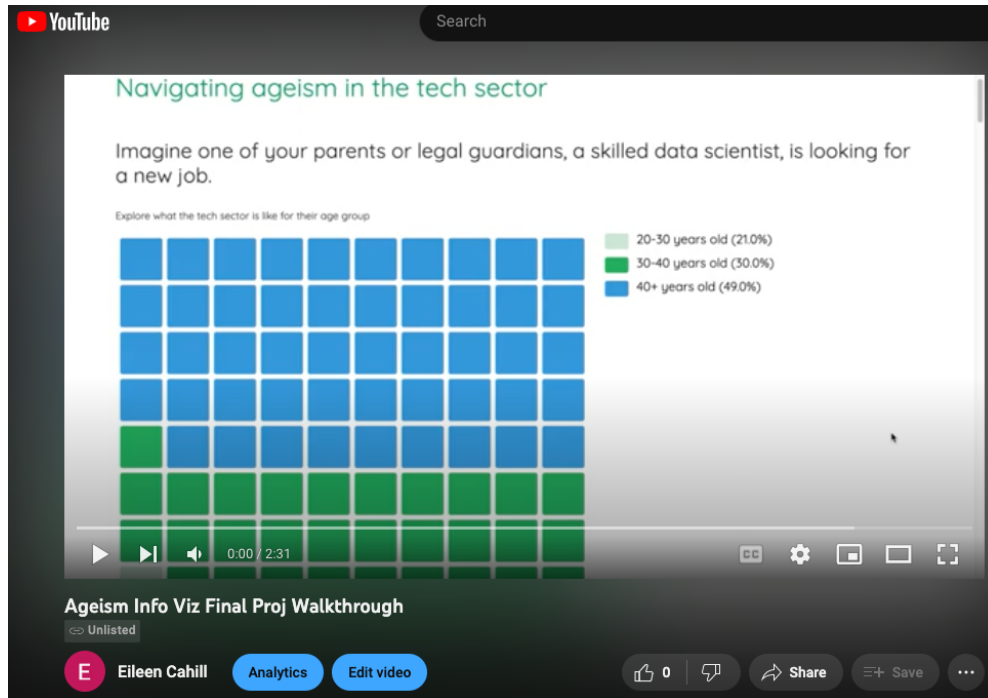 YouTube
Search
Navigating ageism in the tech sector
Imagine one of your parents or legal guardians, a skilled data scientist, is looking for
a new job.
Explore what the tech sector is like for their age group
20-30 years old (21.0%)
30-40 years old (30.0%)
40+ years old (49.0%)
0:00 / 2:31
CC
Ageism Info Viz Final Proj Walkthrough
Unlisted
E
Eileen Cahill
Analytics
Edit video
0
Share
Save